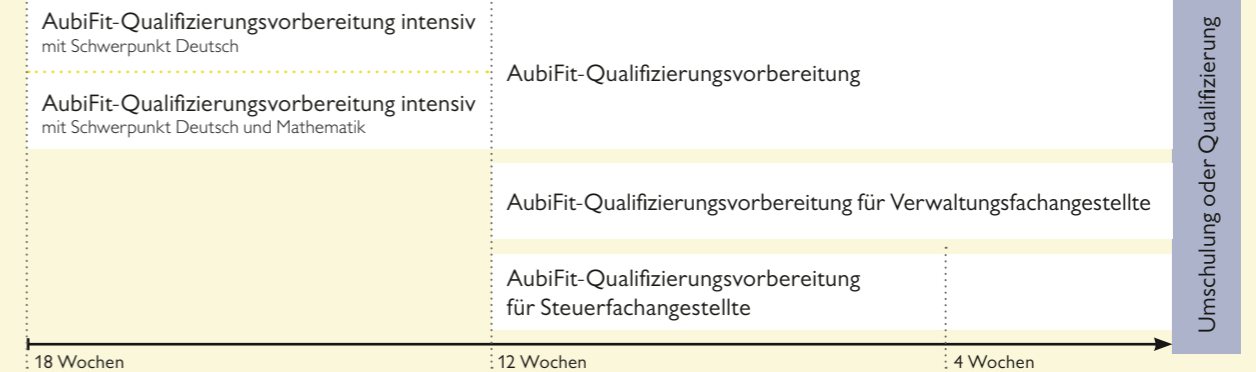 AubiFit-Qualifizierungsvorbereitung intensiv
mit Schwerpunkt Deutsch
AubiFit-Qualifizierungsvorbereitung intensiv
mit Schwerpunkt Deutsch und Mathematik
AubiFit-Qualifizierungsvorbereitung
AubiFit-Qualifizierungsvorbereitung für Verwaltungsfachangestellte
AubiFit-Qualifizierungsvorbereitung
für Steuerfachangestellte
Umschulung oder Qualifizierung
18 Wochen
12 Wochen
4 Wochen